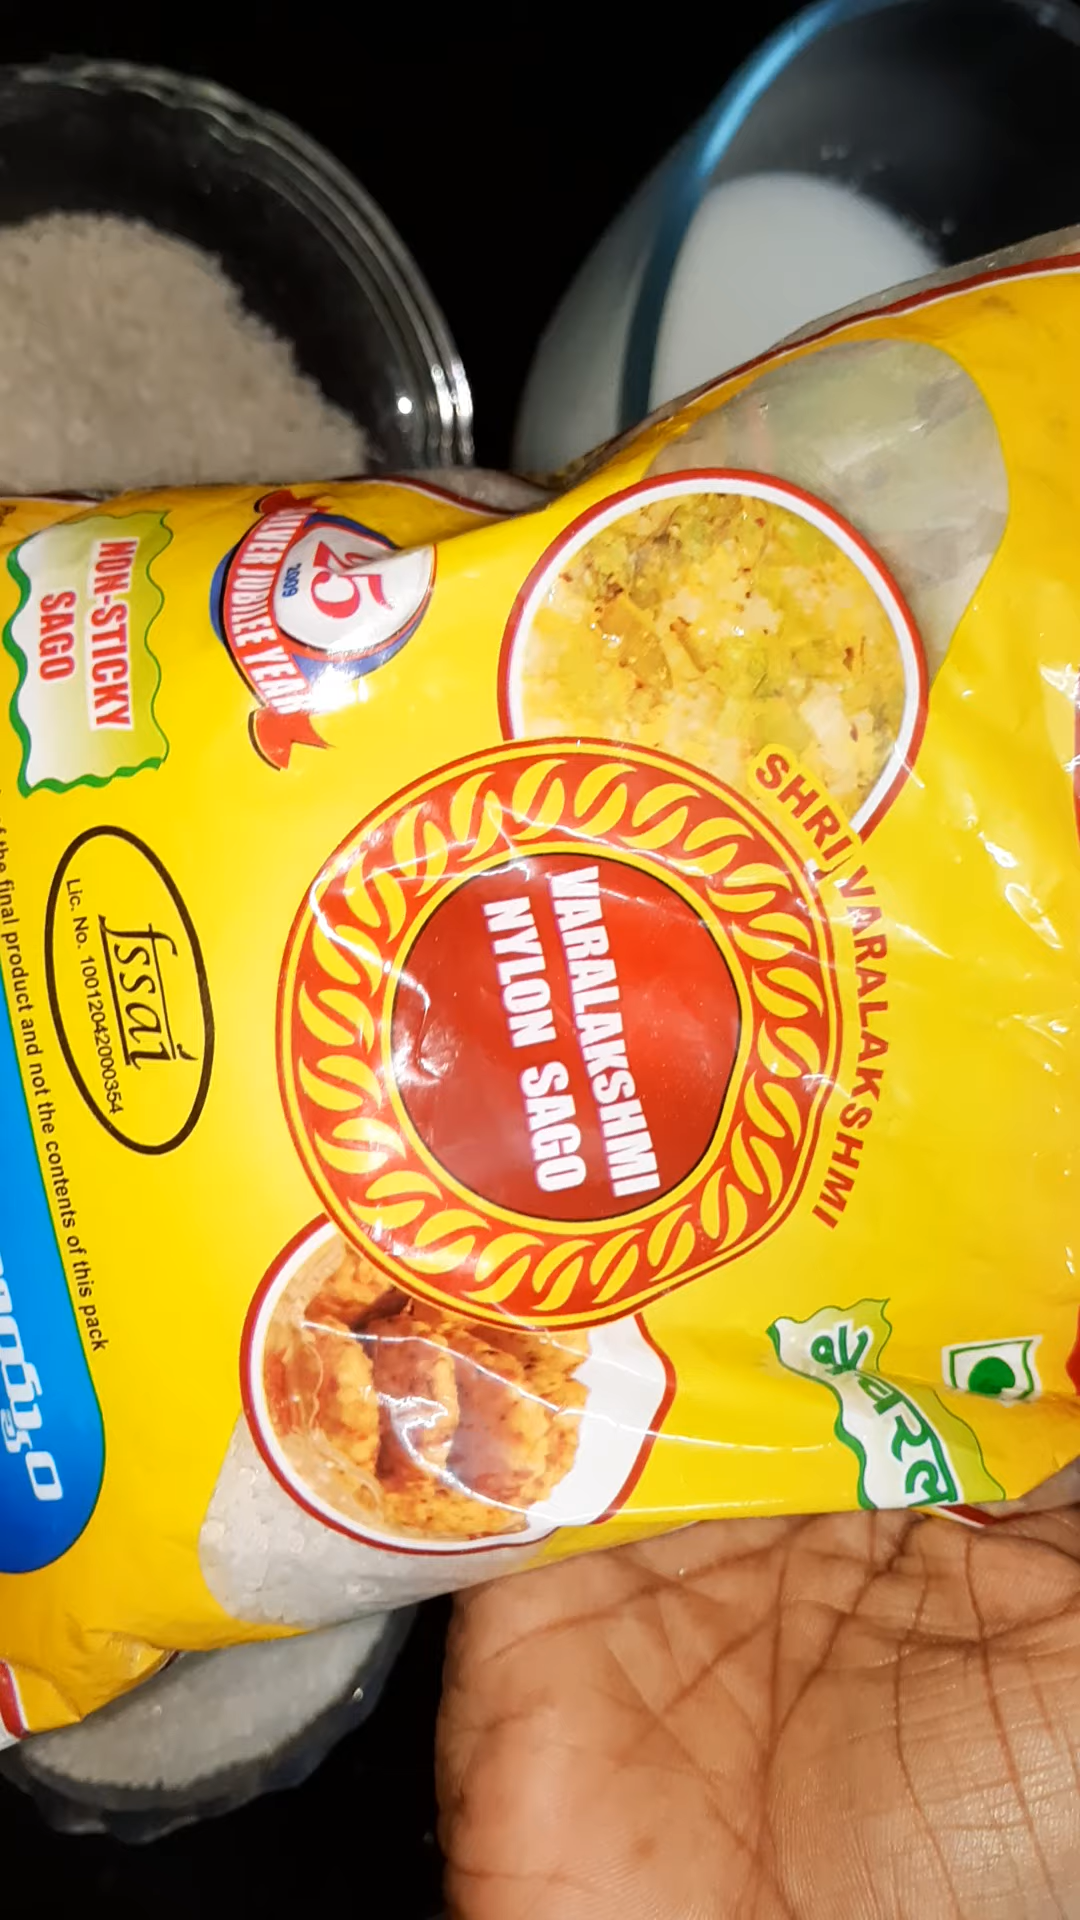 SHRI VARALAKSHMI
VARALAKSHMI
NYLON SAGO
25
2009
SILVER JUBILEE YEAR
NON-STICKY
SAGO
fssai
Lic. No. 10012042000354
the final product and not the contents of this pack